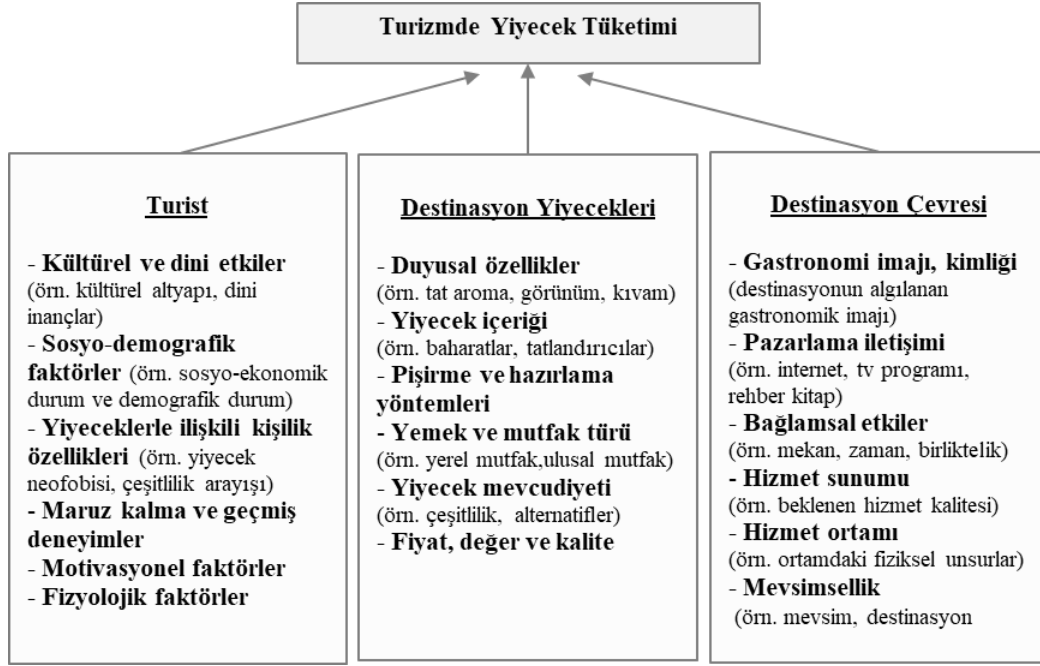 Turizmde Yiyecek Tüketimi
Turist
- Kültürel ve dini etkiler
(örn. kültürel altyapı, dini
inançlar)
- Sosyo-demografik
faktörler (örn. sosyo-ekonomik
durum ve demografik durum)
- Yiyeceklerle ilişkili kişilik
özellikleri (örn. yiyecek
neofobisi, çeşitlilik arayışı)
- Maruz kalma ve geçmiş
deneyimler
- Motivasyonel faktörler
- Fizyolojik faktörler
Destinasyon Yiyecekleri
- Duyusal özellikler
(örn. tat aroma, görünüm, kıvam)
- Yiyecek içeriği
(örn. baharatlar, tatlandırıcılar)
- Pişirme ve hazırlama
yöntemleri
- Yemek ve mutfak türü
(örn. yerel mutfak,ulusal mutfak)
- Yiyecek mevcudiyeti
(örn. çeşitlilik, alternatifler)
- Fiyat, değer ve kalite
Destinasyon Çevresi
- Gastronomi imajı, kimliği
(destinasyonun algılanan
gastronomik imajı)
- Pazarlama iletişimi
(örn. internet, tv programı,
rehber kitap)
- Bağlamsal etkiler
(örn. mekan, zaman, birliktelik)
- Hizmet sunumu
(örn. beklenen hizmet kalitesi)
- Hizmet ortamı
(örn. ortamdaki fiziksel unsurlar)
- Mevsimsellik
(örn. mevsim, destinasyon